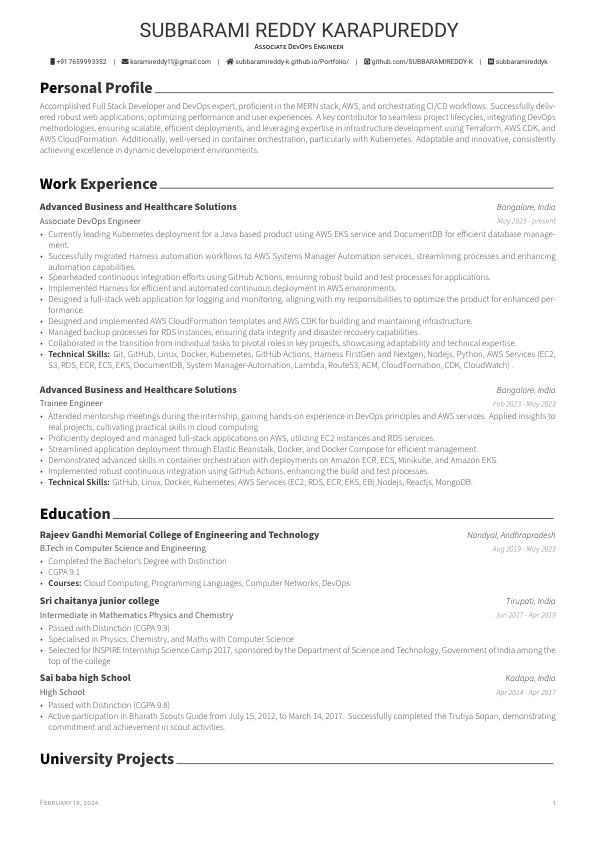 SUBBARAMI REDDY KARAPUREDDY
Associate DevOps Engineer
+91 7659993352 | ksramireddy11@gmail.com | subbaramireddy-k.github.io/Portfolio/ | github.com/SUBBARAMIREDDY-K | subbaramireddyk
Personal Profile
Accomplished Full Stack Developer and DevOps expert, proficient in the MERN stack, AWS, and orchestrating CI/CD workflows. Successfully deliv-
ered robust web applications, optimizing performance and user experiences. A key contributor to seamless project lifecycles, integrating DevOps
methodologies, ensuring scalable, efficient deployments, and leveraging expertise in infrastructure development using Terraform, AWS CDK, and
AWS CloudFormation. Additionally, well-versed in container orchestration, particularly with Kubernetes. Adaptable and innovative, consistently
achieving excellence in dynamic development environments.
Work Experience
Advanced Business and Healthcare Solutions Bangalore, India
Associate DevOps Engineer May 2023 - present
• Currently leading Kubernetes deployment for a Java based product using AWS EKS service and DocumentDB for efficient database manage-
ment.
• Successfully migrated Harness automation workflows to AWS Systems Manager Automation services, streamlining processes and enhancing
automation capabilities.
• Spearheaded continuous integration efforts using GitHub Actions, ensuring robust build and test processes for applications.
• Implemented Harness for efficient and automated continuous deployment in AWS environments.
• Designed a full-stack web application for logging and monitoring, aligning with my responsibilities to optimize the product for enhanced per-
formance.
• Designed and implemented AWS CloudFormation templates and AWS CDK for building and maintaining infrastructure.
• Managed backup processes for RDS instances, ensuring data integrity and disaster recovery capabilities.
• Collaborated in the transition from individual tasks to pivotal roles in key projects, showcasing adaptability and technical expertise.
• Technical Skills: Git, GitHub, Linux, Docker, Kubernetes, GitHub Actions, Harness FirstGen and Nextgen, Nodejs, Python, AWS Services (EC2,
S3, RDS, ECR, ECS, EKS, DocumentDB, System Manager-Automation, Lambda, Route53, ACM, CloudFormation, CDK, CloudWatch) .
Advanced Business and Healthcare Solutions Bangalore, India
Trainee Engineer Feb 2023 - May 2023
• Attended mentorship meetings during the internship, gaining hands-on experience in DevOps principles and AWS services. Applied insights to
real projects, cultivating practical skills in cloud computing
• Proficiently deployed and managed full-stack applications on AWS, utilizing EC2 instances and RDS services.
• Streamlined application deployment through Elastic Beanstalk, Docker, and Docker Compose for efficient management.
• Demonstrated advanced skills in container orchestration with deployments on Amazon ECR, ECS, Minikube, and Amazon EKS.
• Implemented robust continuous integration using GitHub Actions, enhancing the build and test processes.
• Technical Skills: GitHub, Linux, Docker, Kubernetes, AWS Services (EC2, RDS, ECR, EKS, EB),Nodejs, Reactjs, MongoDB.
Education
Rajeev Gandhi Memorial College of Engineering and Technology Nandyal, Andhrapradesh
B.Tech in Computer Science and Engineering Aug 2019 - May 2023
• Completed the Bachelor's Degree with Distinction
• CGPA 9.1
• Courses: Cloud Computing, Programming Languages, Computer Networks, DevOps
Sri chaitanya junior college Tirupati, India
Intermediate in Mathematics Physics and Chemistry Jun 2017 - Apr 2019
• Passed with Distinction (CGPA 9.9)
• Specialised in Physics, Chemistry, and Maths with Computer Science
• Selected for INSPIRE Internship Science Camp 2017, sponsored by the Department of Science and Technology, Government of India among the
top of the college
Sai baba high School Kadapa, India
High School Apr 2014 - Apr 2017
• Passed with Distinction (CGPA 9.8)
• Active participation in Bharath Scouts Guide from July 15, 2012, to March 14, 2017. Successfully completed the Trutiya Sopan, demonstrating
commitment and achievement in scout activities.
University Projects
February 18, 2024 1